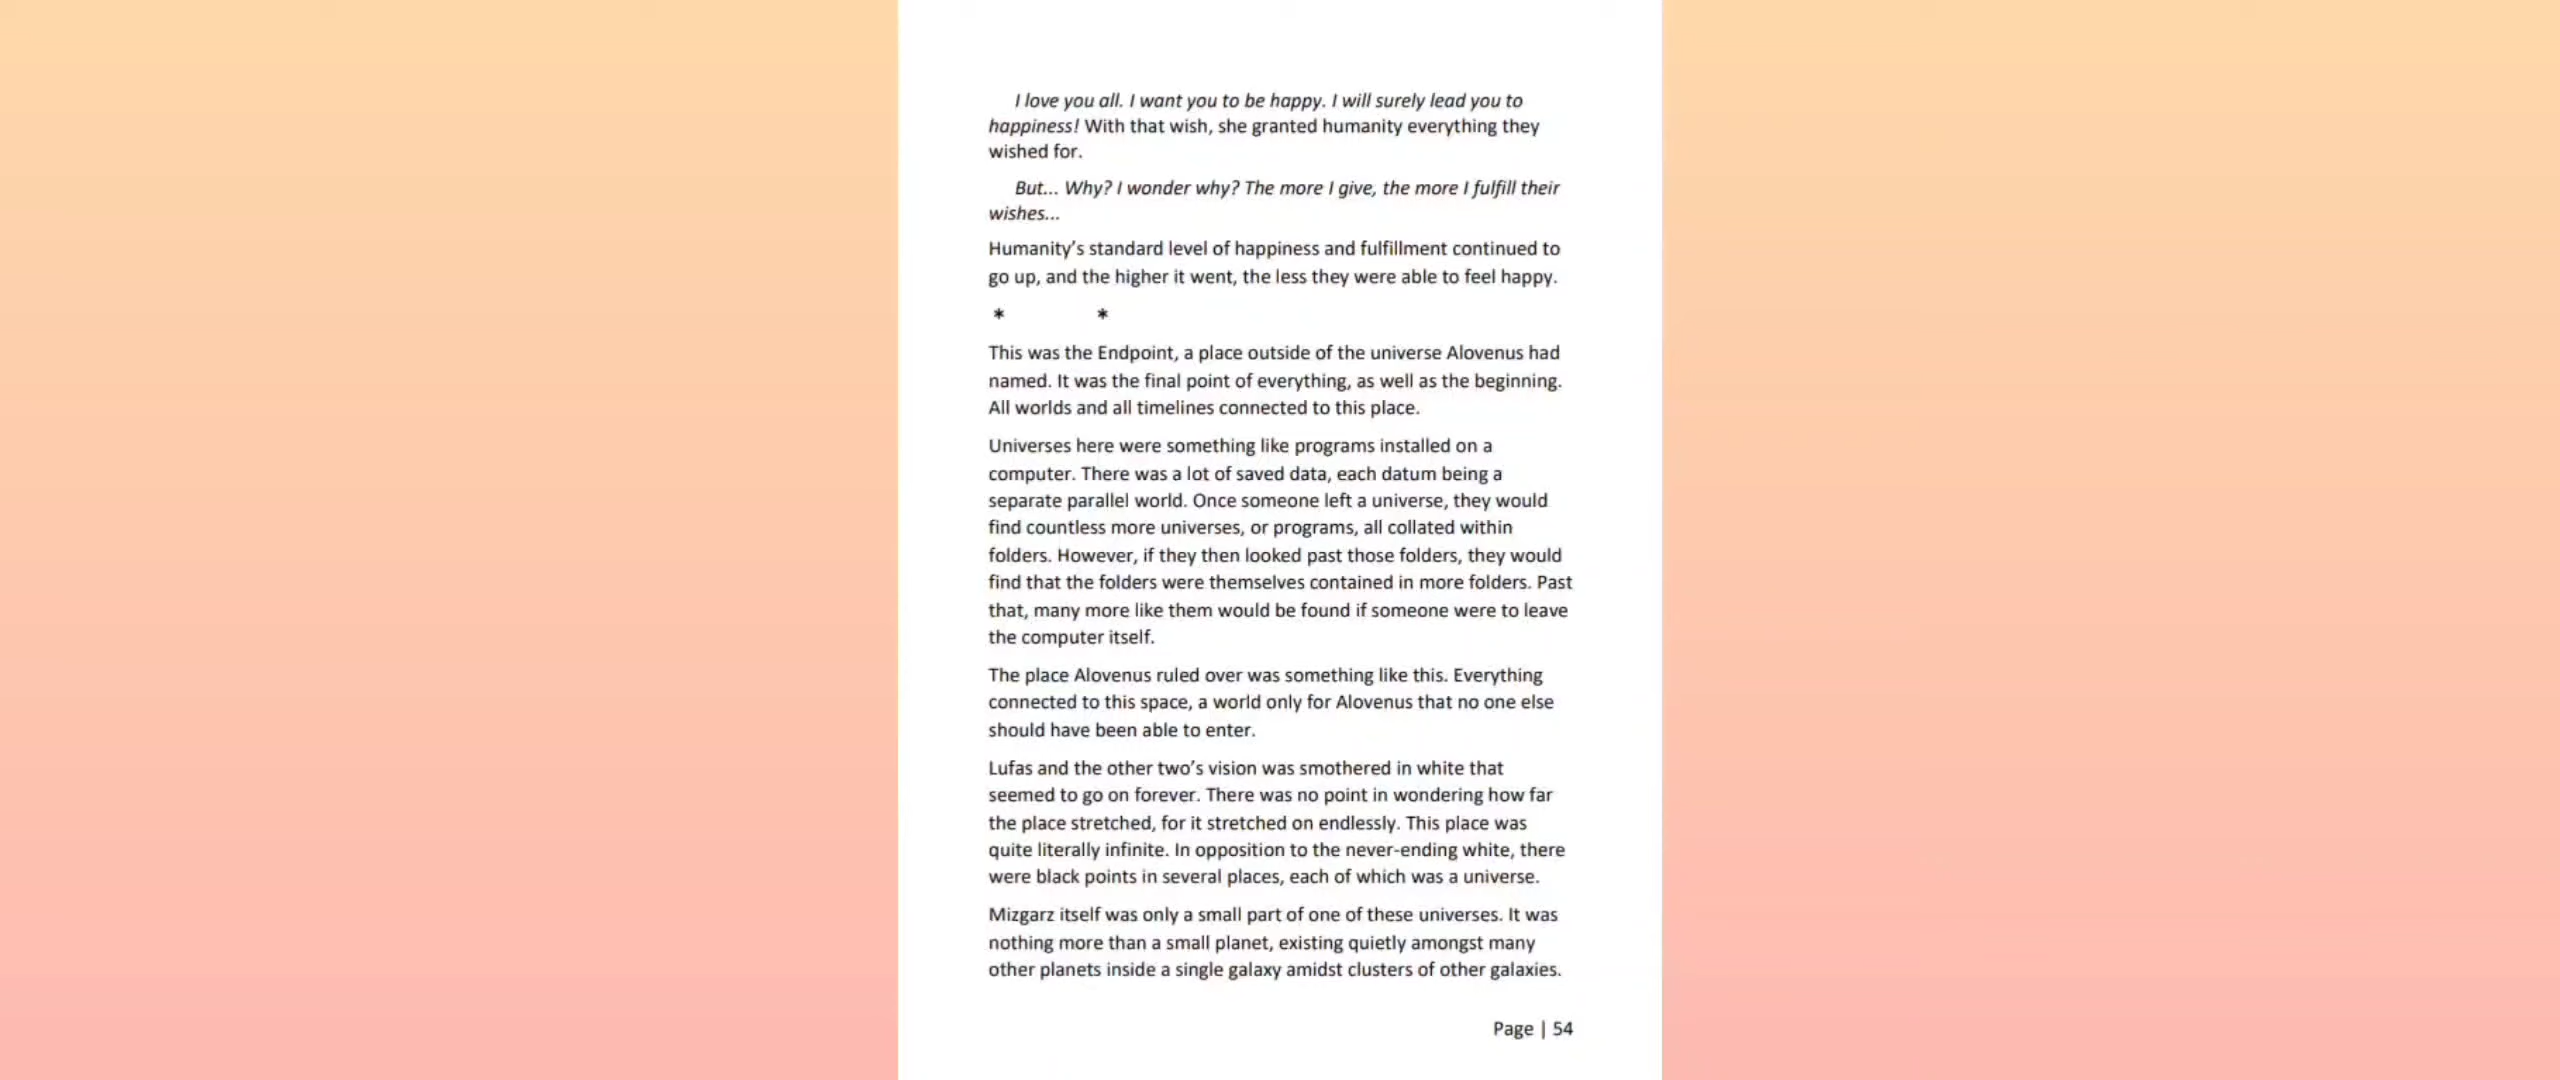 I love you all. I want you to be happy. I will surely lead you to
happiness! With that wish, she granted humanity everything they
wished for.
But... Why? I wonder why? The more I give, the more I fulfill their
wishes...
Humanity’s standard level of happiness and fulfillment continued to
go up, and the higher it went, the less they were able to feel happy.
* *
This was the Endpoint, a place outside of the universe Alovenus had
named. It was the final point of everything, as well as the beginning.
All worlds and all timelines connected to this place.
Universes here were something like programs installed on a
computer. There was a lot of saved data, each datum being a
separate parallel world. Once someone left a universe, they would
find countless more universes, or programs, all collated within
folders. However, if they then looked past those folders, they would
find that the folders were themselves contained in more folders. Past
that, many more like them would be found if someone were to leave
the computer itself.
The place Alovenus ruled over was something like this. Everything
connected to this space, a world only for Alovenus that no one else
should have been able to enter.
Lufas and the other two’s vision was smothered in white that
seemed to go on forever. There was no point in wondering how far
the place stretched, for it stretched on endlessly. This place was
quite literally infinite. In opposition to the never-ending white, there
were black points in several places, each of which was a universe.
Mizgarz itself was only a small part of one of these universes. It was
nothing more than a small planet, existing quietly amongst many
other planets inside a single galaxy amidst clusters of other galaxies.
Page | 54